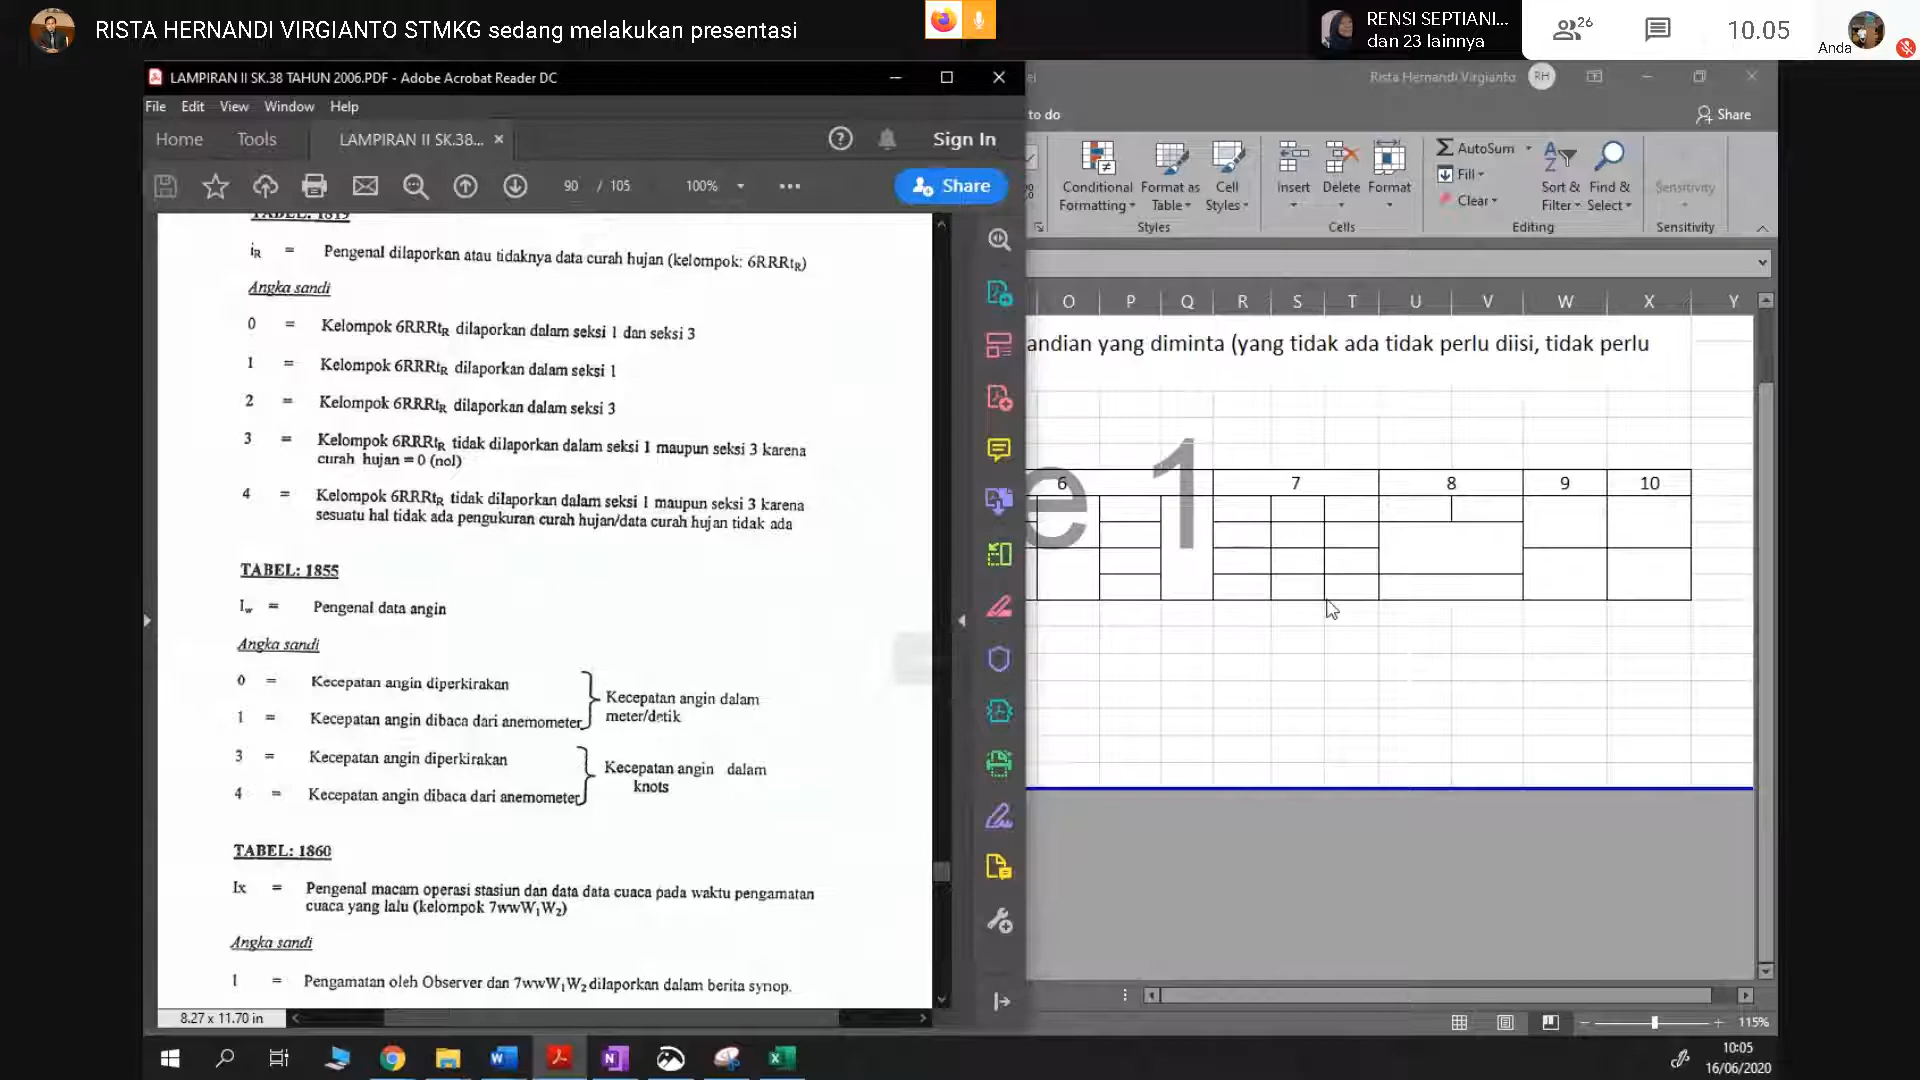 RISTA HERNANDI VIRGIANTO STMKG sedang melakukan presentasi
RENSI SEPTIANI...
dan 23 lainnya
26
10.05
Anda
LAMPIRAN II SK.38 TAHUN 2006.PDF - Adobe Acrobat Reader DC
File Edit View Window Help
Home Tools LAMPIRAN II SK.38... × Sign In
90 / 105 100% Share
TABEL: 1819
iR = Pengenal dilaporkan atau tidaknya data curah hujan (kelompok: 6RRRtR)
Angka sandi
0 = Kelompok 6RRRtR dilaporkan dalam seksi 1 dan seksi 3
1 = Kelompok 6RRRtR dilaporkan dalam seksi 1
2 = Kelompok 6RRRtR dilaporkan dalam seksi 3
3 = Kelompok 6RRRtR tidak dilaporkan dalam seksi 1 maupun seksi 3 karena
curah hujan = 0 (nol)
4 = Kelompok 6RRRtR tidak dilaporkan dalam seksi 1 maupun seksi 3 karena
sesuatu hal tidak ada pengukuran curah hujan/data curah hujan tidak ada
TABEL: 1855
Iw = Pengenal data angin
Angka sandi
0 = Kecepatan angin diperkirakan
1 = Kecepatan angin dibaca dari anemometer
Kecepatan angin dalam
meter/detik
3 = Kecepatan angin diperkirakan
4 = Kecepatan angin dibaca dari anemometer
Kecepatan angin dalam
knots
TABEL: 1860
Ix = Pengenal macam operasi stasiun dan data data cuaca pada waktu pengamatan
cuaca yang lalu (kelompok 7wwW1W2)
Angka sandi
1 = Pengamatan oleh Observer dan 7wwW1W2 dilaporkan dalam berita synop.
8.27 x 11.70 in
Rista Hernandi Virgianto RH
to do
Share
Conditional
Formatting
Format as
Table
Cell
Styles
Styles
Insert Delete Format
Cells
AutoSum
Fill
Clear
Sort &
Filter
Find &
Select
Editing
Sensitivity
Sensitivity
O P Q R S T U V W X Y
andian yang diminta (yang tidak ada tidak perlu diisi, tidak perlu
e 1
6 7 8 9 10
115%
10:05
16/06/2020